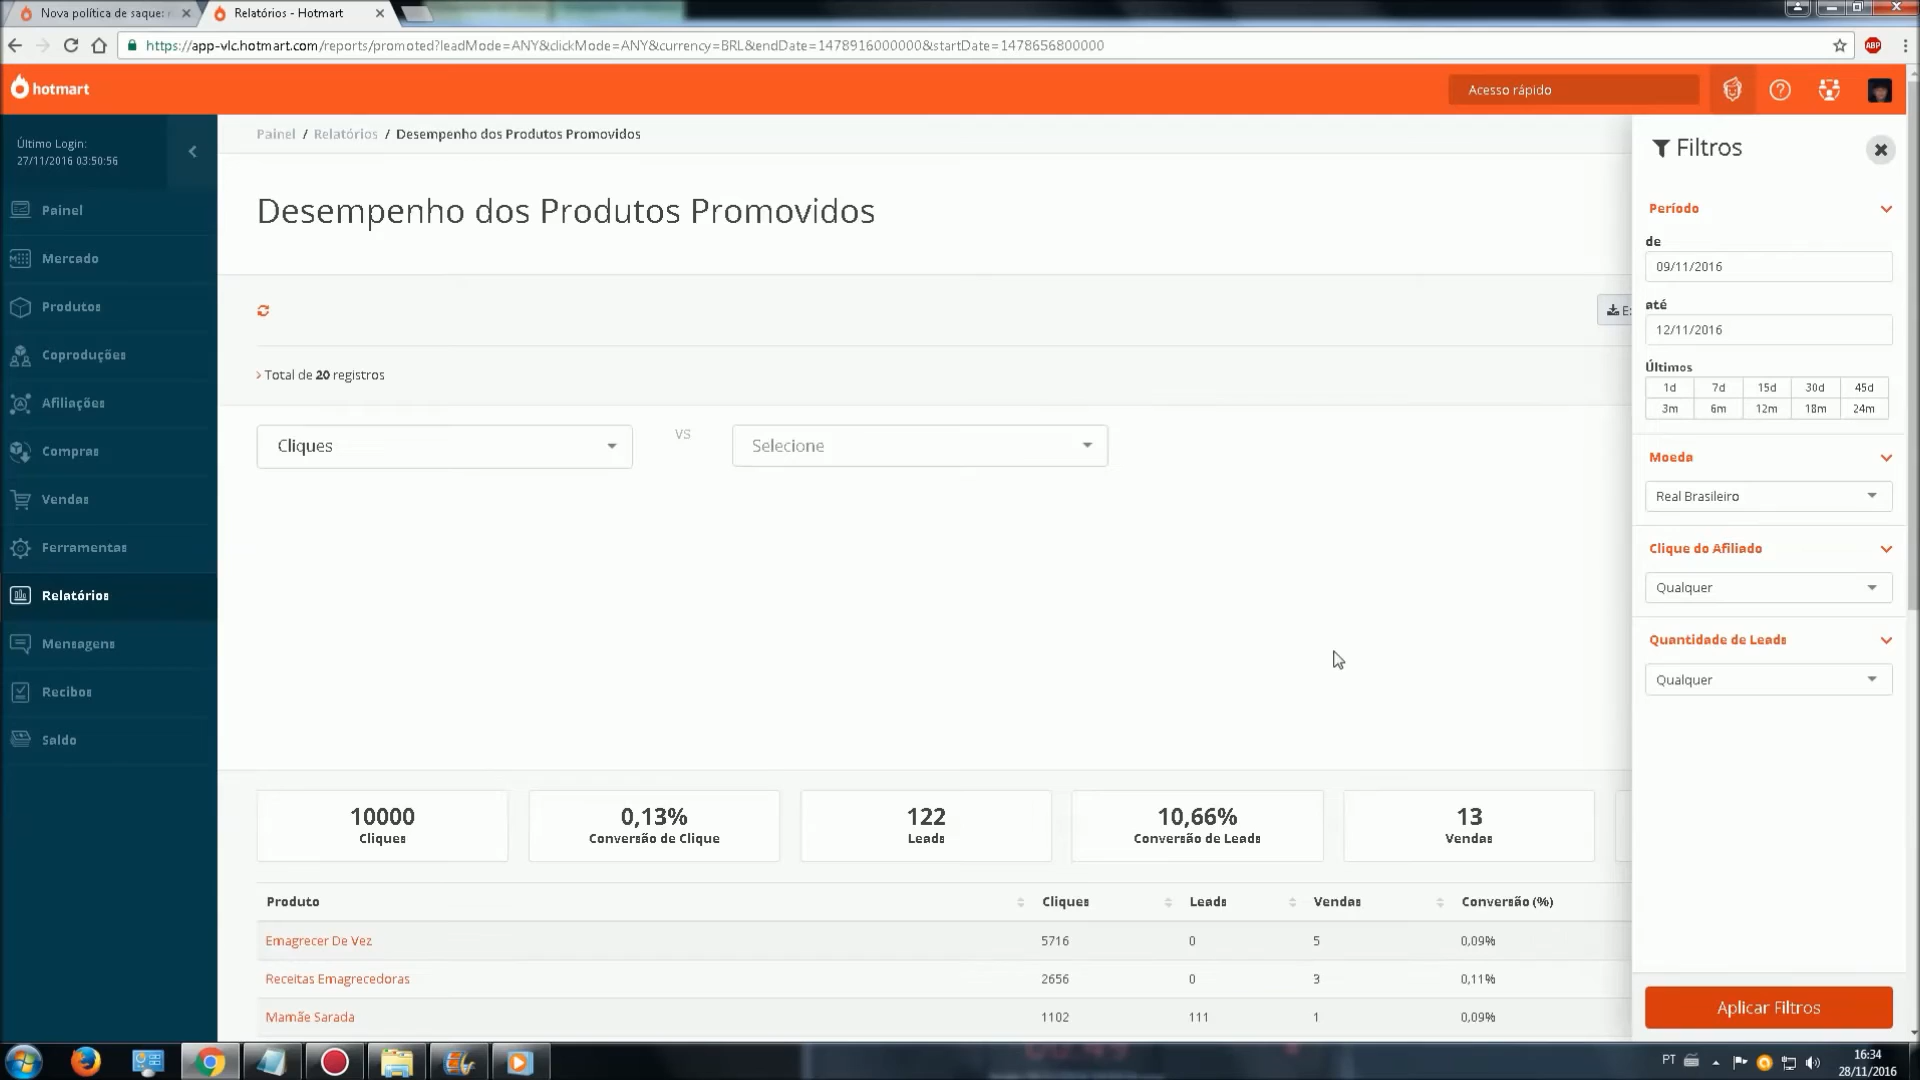 Nova política de saque:
Relatórios - Hotmart
https://app-vlc.hotmart.com/reports/promoted?leadMode=ANY&clickMode=ANY&currency=BRL&endDate=1478916000000&startDate=1478656800000
ABP
hotmart
Acesso rápido
Último Login:
27/11/2016 03:50:56
Painel
Mercado
Produtos
Coproduções
Afiliações
Compras
Vendas
Ferramentas
Relatórios
Mensagens
Recibos
Saldo
Painel / Relatórios / Desempenho dos Produtos Promovidos
Desempenho dos Produtos Promovidos
Total de 20 registros
Cliques
VS
Selecione
10000
Cliques
0,13%
Conversão de Clique
122
Leads
10,66%
Conversão de Leads
13
Vendas
Produto Cliques Leads Vendas Conversão (%)
Emagrecer De Vez 5716 0 5 0,09%
Receitas Emagrecedoras 2656 0 3 0,11%
Mamãe Sarada 1102 111 1 0,09%
Filtros
Período
de
09/11/2016
até
12/11/2016
Últimos
1d 7d 15d 30d 45d
3m 6m 12m 18m 24m
Moeda
Real Brasileiro
Clique do Afiliado
Qualquer
Quantidade de Leads
Qualquer
Aplicar Filtros
PT
16:34
28/11/2016